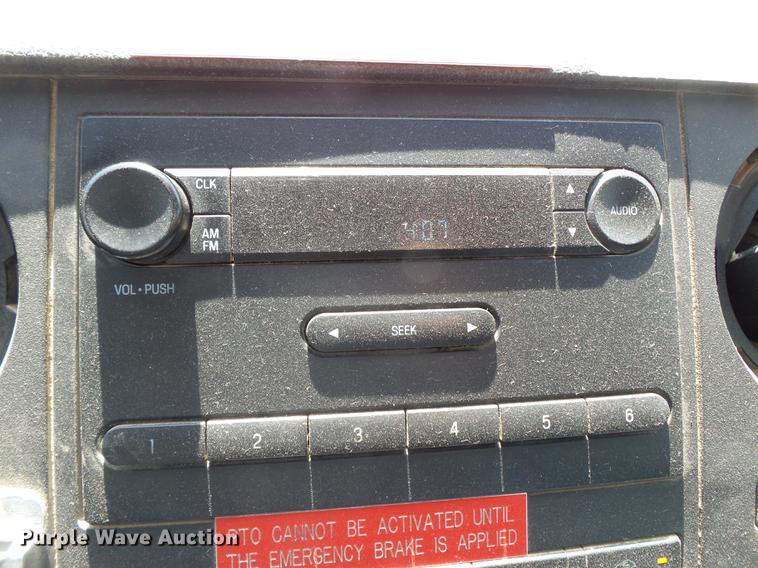 CLK
AM
FM
4:07
AUDIO
VOL • PUSH
SEEK
1 2 3 4 5 6
PTO CANNOT BE ACTIVATED UNTIL
THE EMERGENCY BRAKE IS APPLIED
Purple Wave Auction